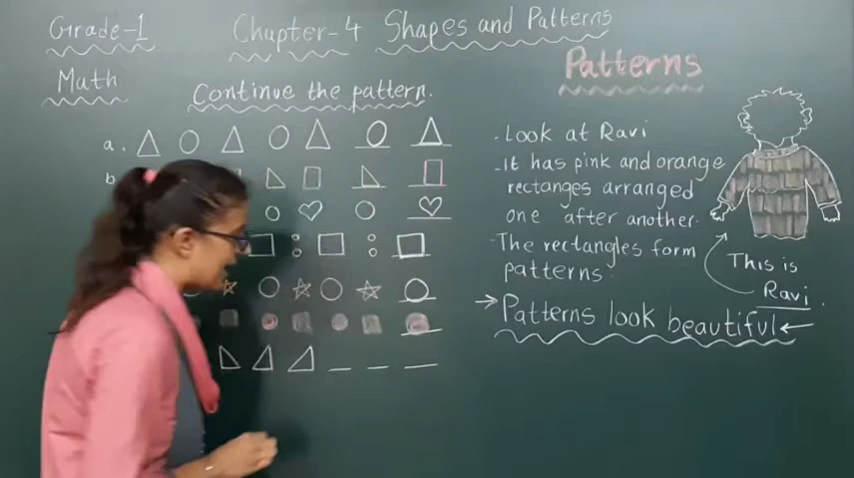 Grade-1
Chapter-4 Shapes and Patterns
Math
Continue the pattern.
a.
b
Patterns
. Look at Ravi
- It has pink and orange
rectanges arranged
one after another.
- The rectangles form
patterns
→ Patterns look beautiful ←
This is
Ravi.